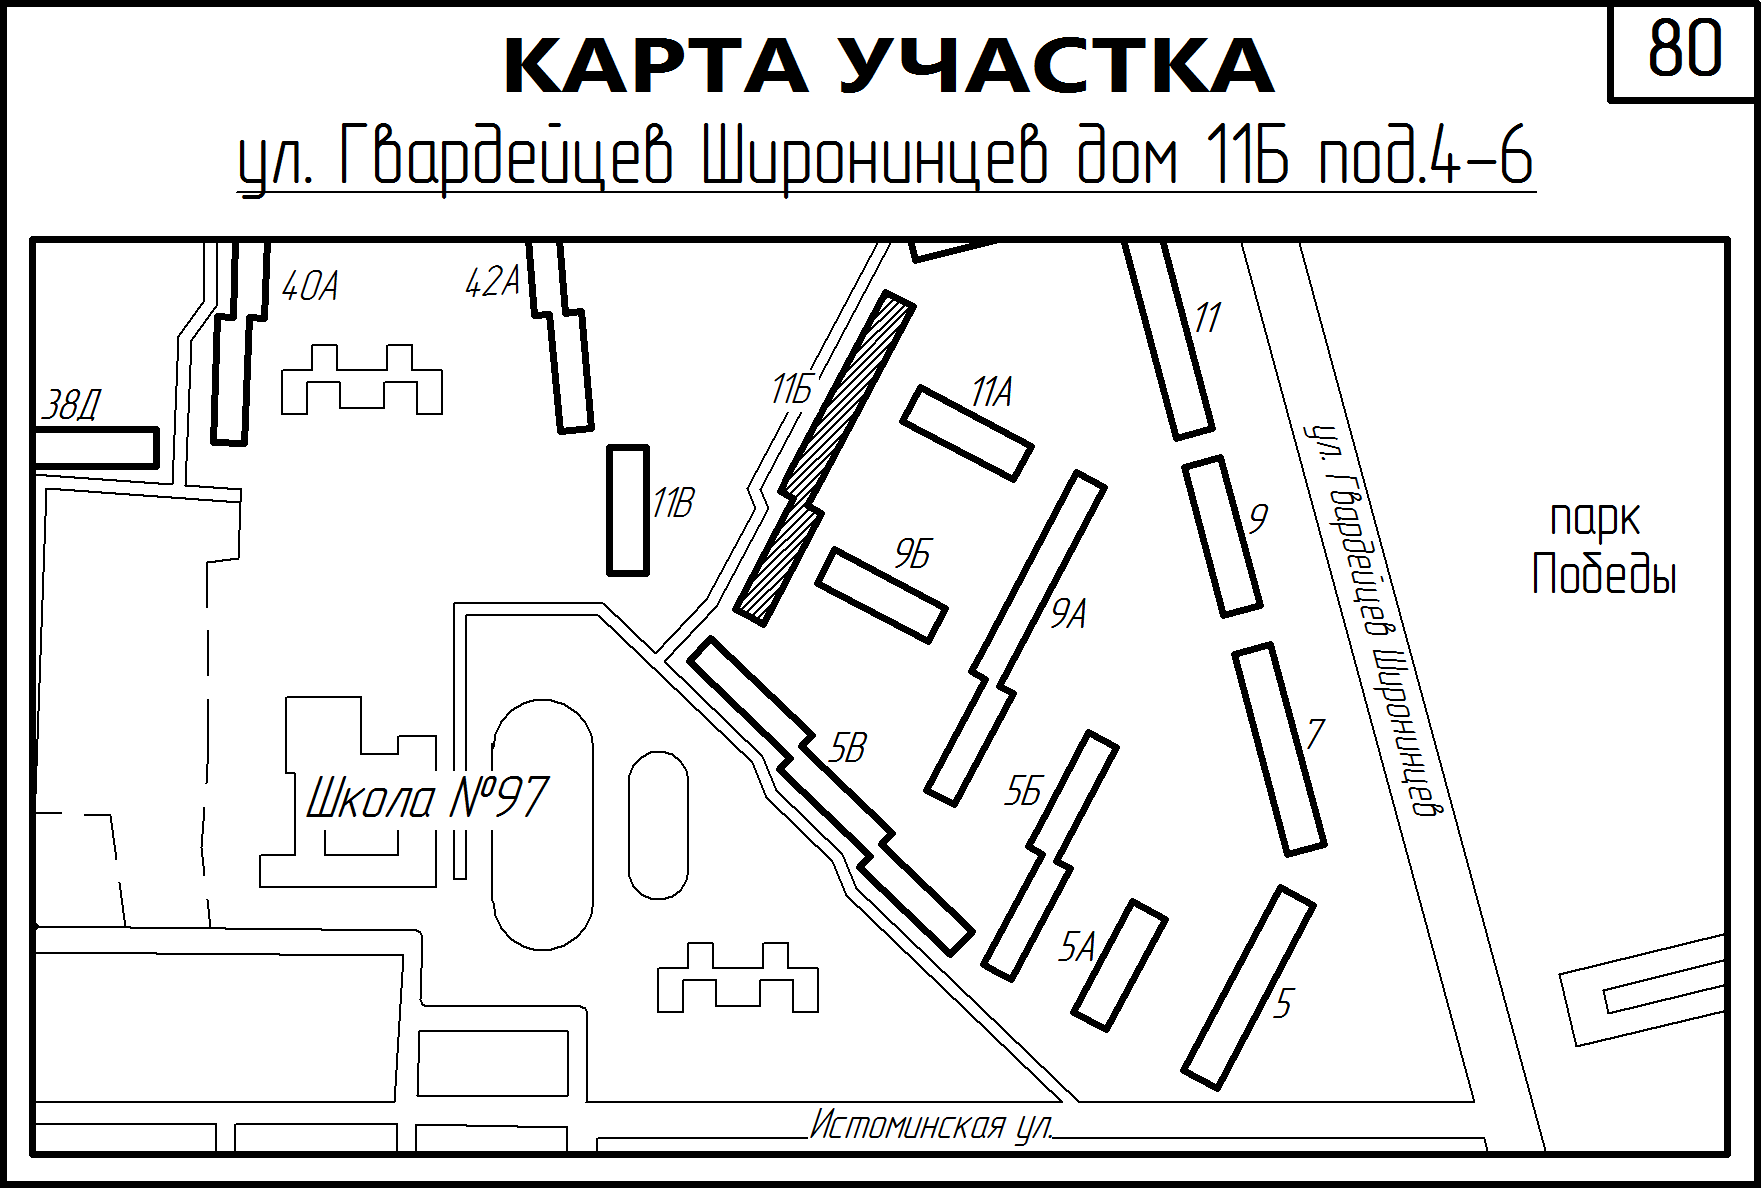 КАРТА УЧАСТКА
80
ул. Гвардейцев Широнинцев дом 11Б под.4-6
40А
42А
11
38Д
11Б
11А
11В
9
парк
Победы
9Б
9А
ул. Гвардейцев Широнинцев
7
5В
5Б
Школа №97
5А
5
Истоминская ул.